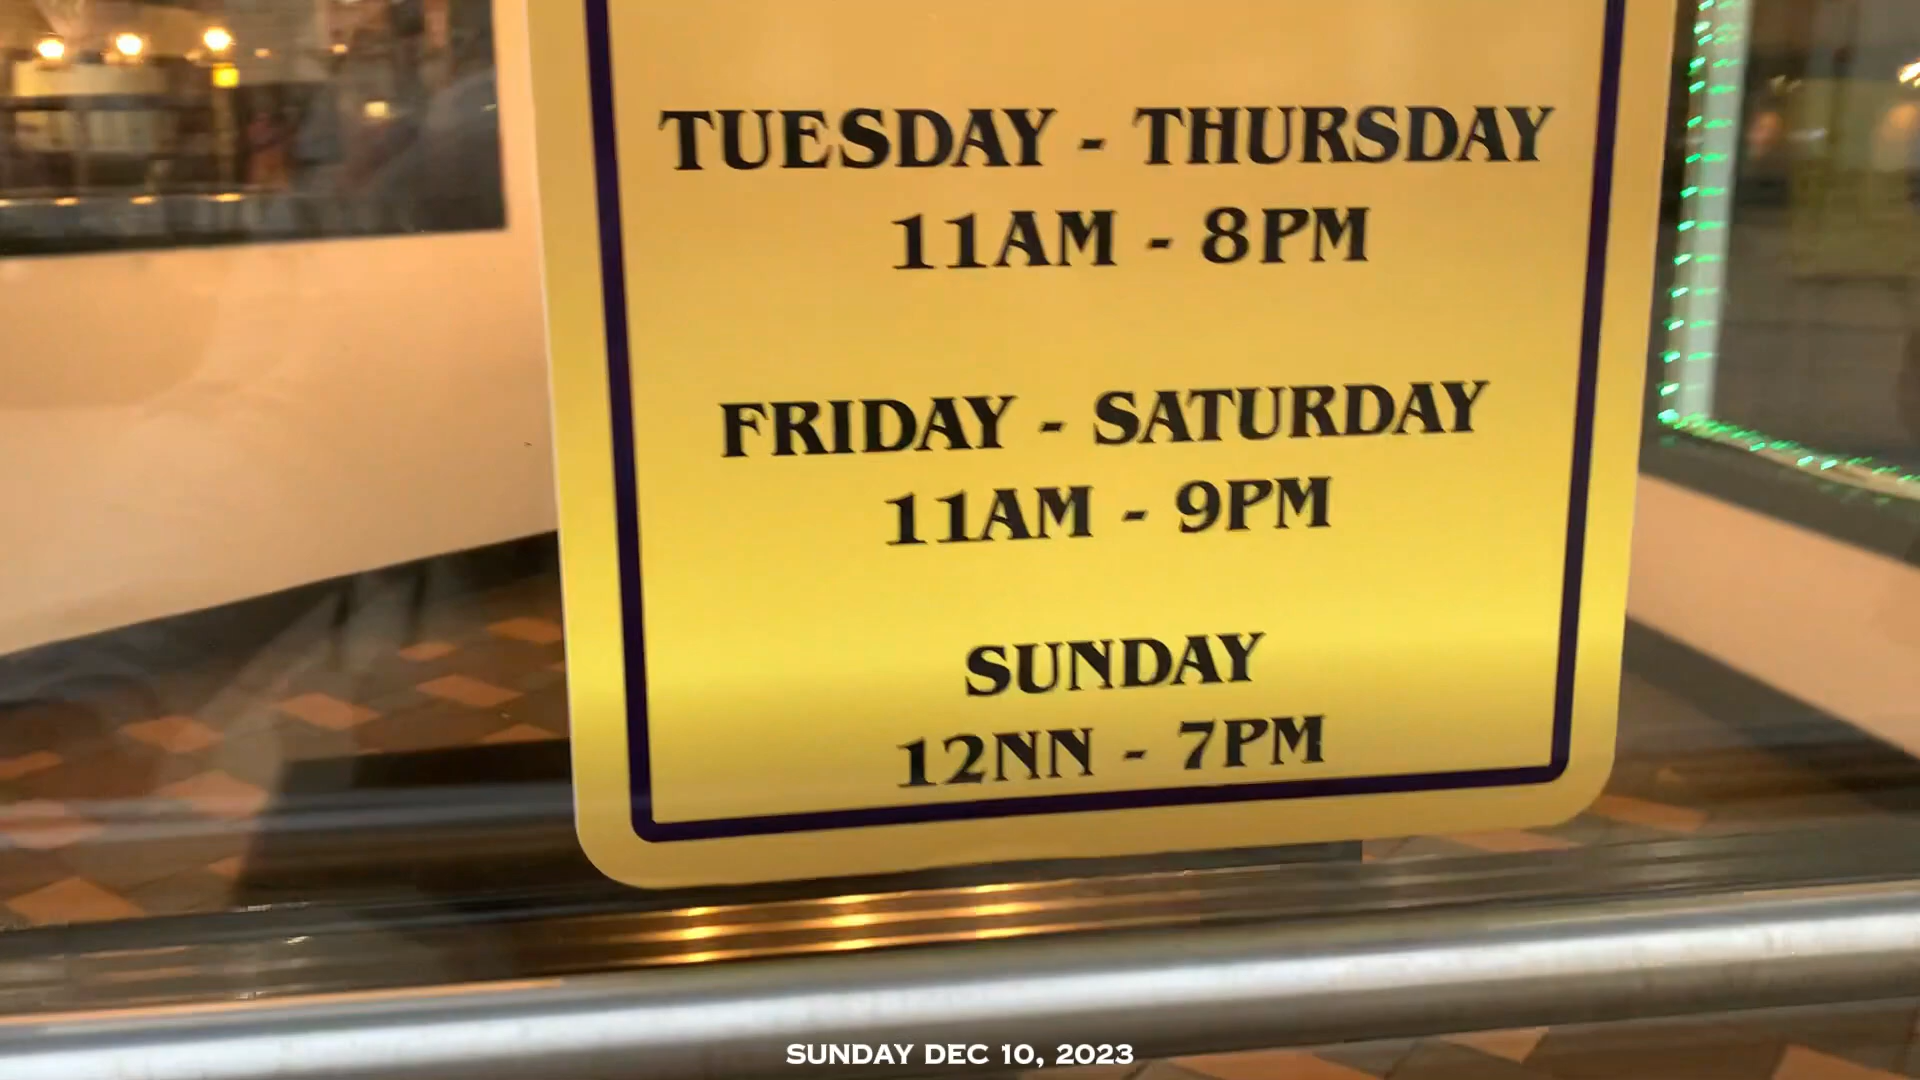 TUESDAY - THURSDAY
11AM - 8PM
FRIDAY - SATURDAY
11AM - 9PM
SUNDAY
12NN - 7PM
SUNDAY DEC 10, 2023